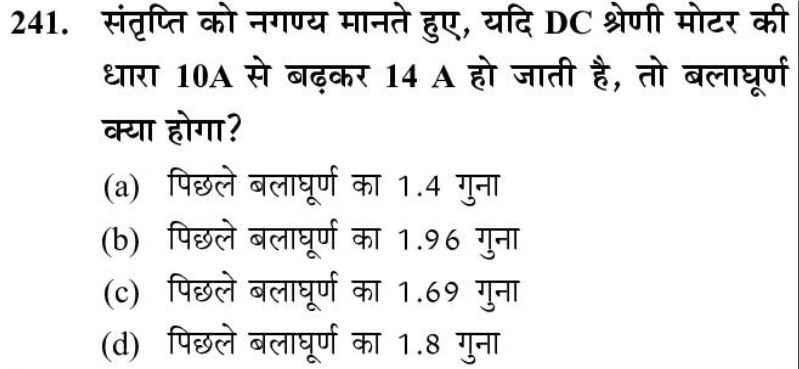 241. संतृप्ति को नगण्य मानते हुए, यदि DC श्रेणी मोटर की
धारा 10A से बढ़कर 14 A हो जाती है, तो बलाघूर्ण
क्या होगा?
(a) पिछले बलाघूर्ण का 1.4 गुना
(b) पिछले बलाघूर्ण का 1.96 गुना
(c) पिछले बलाघूर्ण का 1.69 गुना
(d) पिछले बलाघूर्ण का 1.8 गुना